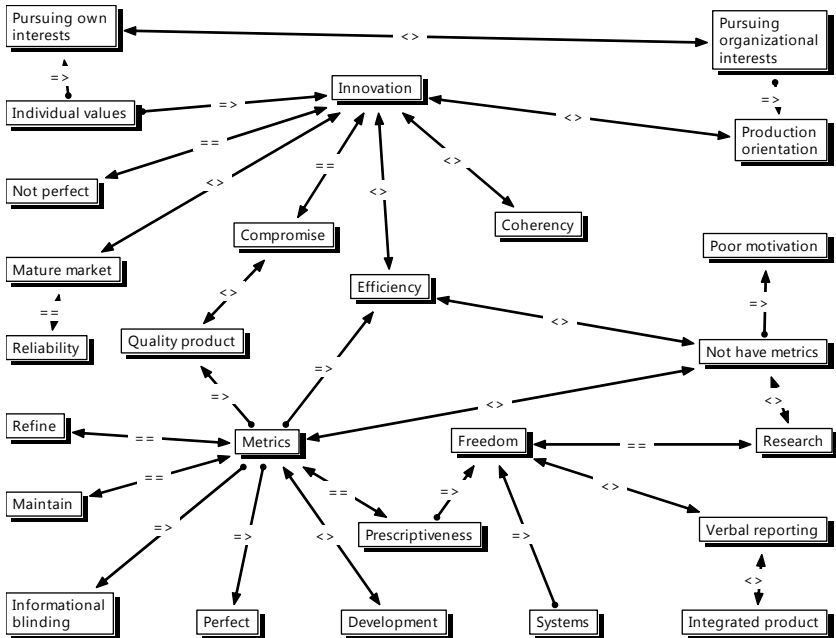 Pursuing own
interests
<>
Pursuing
organizational
interests
=>
Innovation
=>
Individual values
=>
<>
Production
orientation
==
==
<>
<>
<>
Not perfect
Compromise
Coherency
Poor motivation
Mature market
Efficiency
<>
=>
==
<>
Reliability
Quality product
Not have metrics
=>
=>
<>
<>
Refine
==
Metrics
Freedom
==
Research
==
==
=>
<>
Maintain
=>
=>
<>
Prescriptiveness
=>
Verbal reporting
<>
Informational
blinding
Perfect
Development
Systems
Integrated product